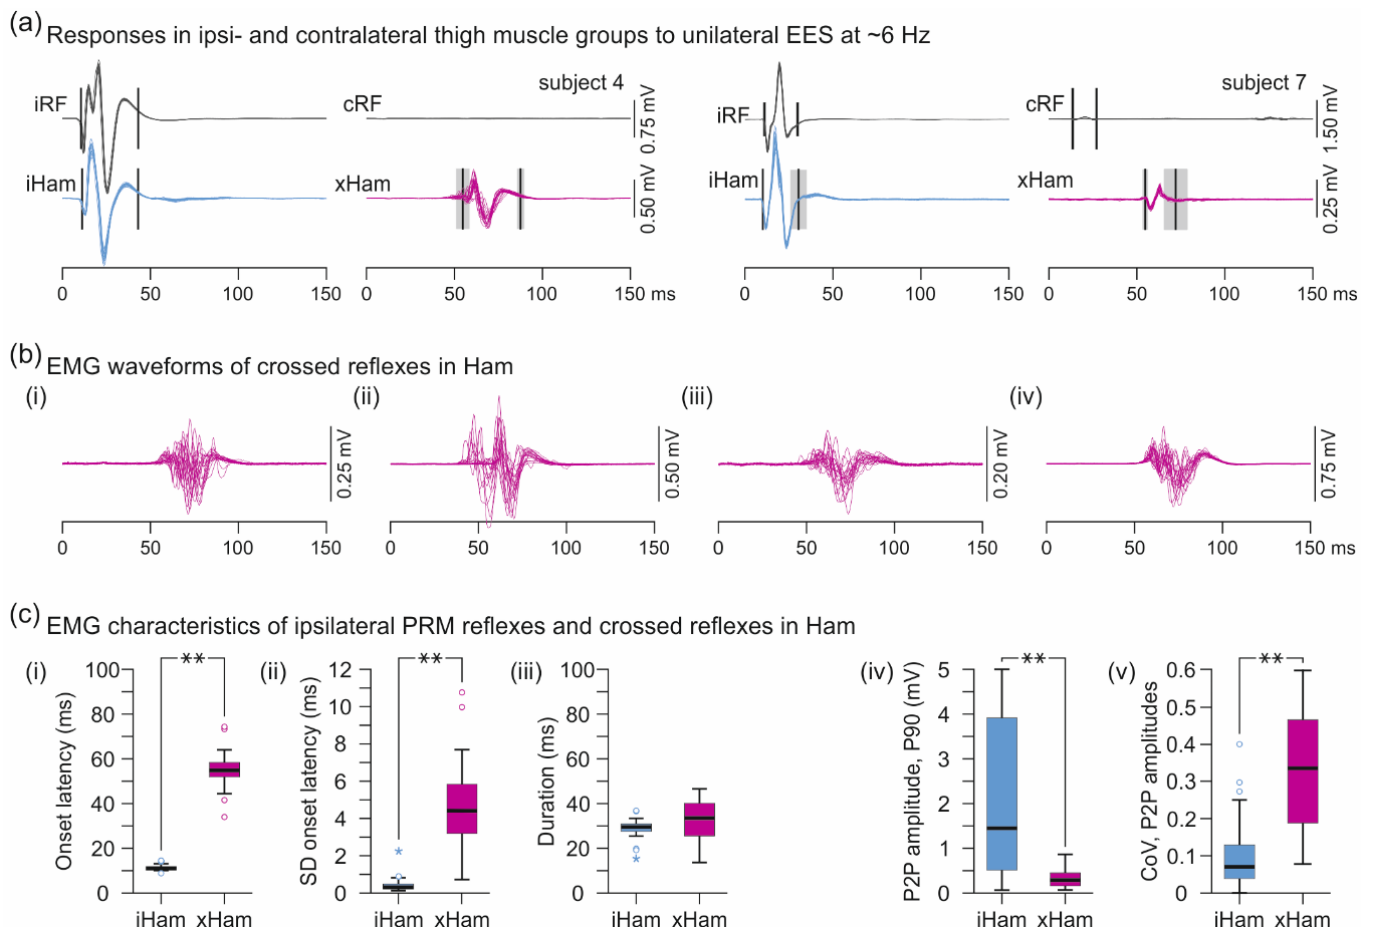 (a) Responses in ipsi- and contralateral thigh muscle groups to unilateral EES at ~6 Hz
subject 4
iRF
cRF
0.75 mV
iHam
xHam
0.50 mV
0 50 100 150
0 50 100 150 ms
subject 7
iRF
cRF
1.50 mV
iHam
xHam
0.25 mV
0 50 100 150
0 50 100 150 ms
(b) EMG waveforms of crossed reflexes in Ham
(i)
0.25 mV
0 50 100 150
(ii)
0.50 mV
0 50 100 150
(iii)
0.20 mV
0 50 100 150
(iv)
0.75 mV
0 50 100 150 ms
(c) EMG characteristics of ipsilateral PRM reflexes and crossed reflexes in Ham
(i)
Onset latency (ms)
100
80
60
40
20
0
**
iHam xHam
(ii)
SD onset latency (ms)
12
10
8
6
4
2
0
**
iHam xHam
(iii)
Duration (ms)
100
80
60
40
20
0
iHam xHam
(iv)
P2P amplitude, P90 (mV)
5
4
3
2
1
0
**
iHam xHam
(v)
CoV, P2P amplitudes
0.6
0.5
0.4
0.3
0.2
0.1
0
**
iHam xHam